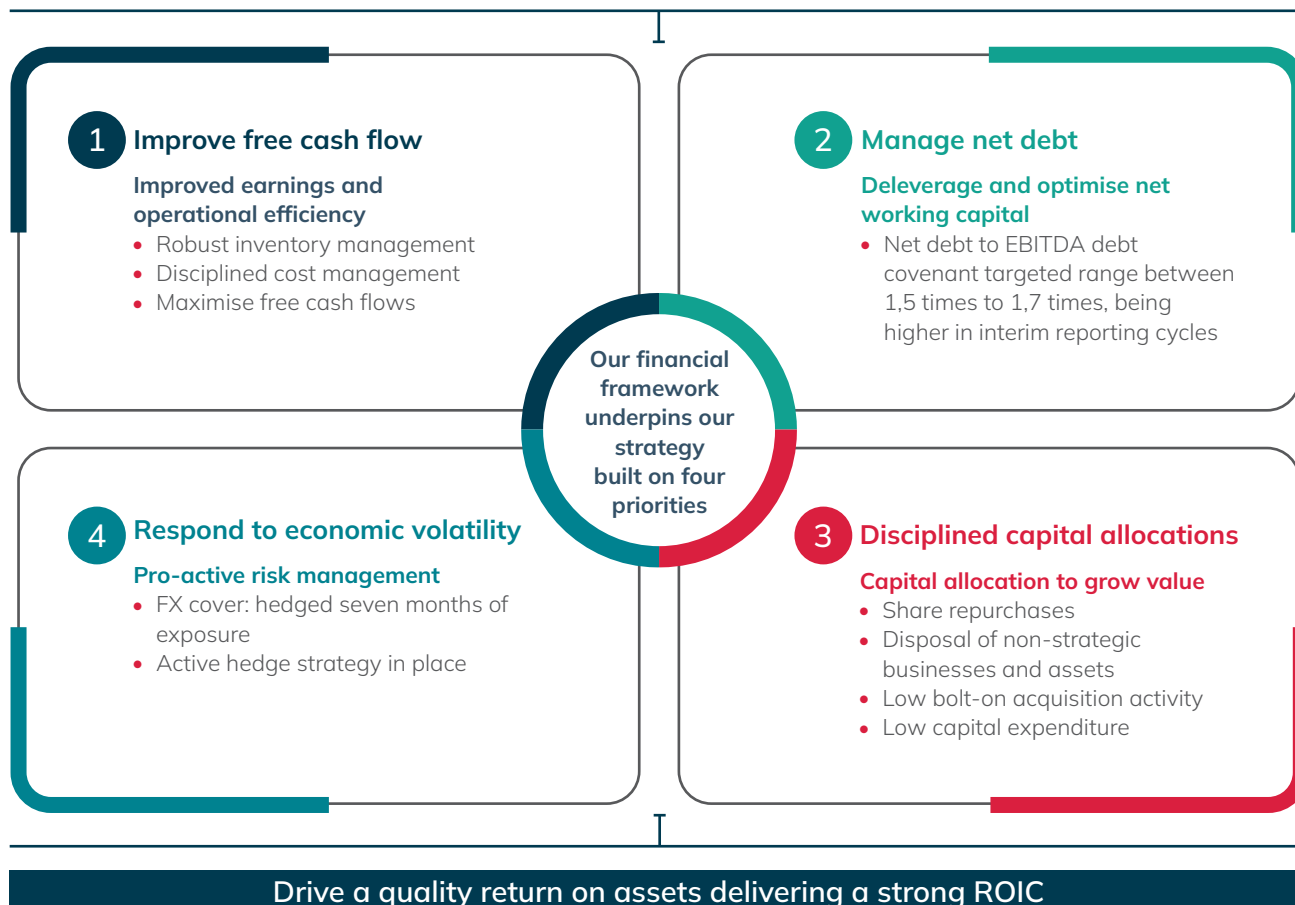 1 Improve free cash flow
Improved earnings and
operational efficiency
• Robust inventory management
• Disciplined cost management
• Maximise free cash flows
2 Manage net debt
Deleverage and optimise net
working capital
• Net debt to EBITDA debt
covenant targeted range between
1,5 times to 1,7 times, being
higher in interim reporting cycles
Our financial
framework
underpins our
strategy
built on four
priorities
4 Respond to economic volatility
Pro-active risk management
• FX cover: hedged seven months of
exposure
• Active hedge strategy in place
3 Disciplined capital allocations
Capital allocation to grow value
• Share repurchases
• Disposal of non-strategic
businesses and assets
• Low bolt-on acquisition activity
• Low capital expenditure
Drive a quality return on assets delivering a strong ROIC